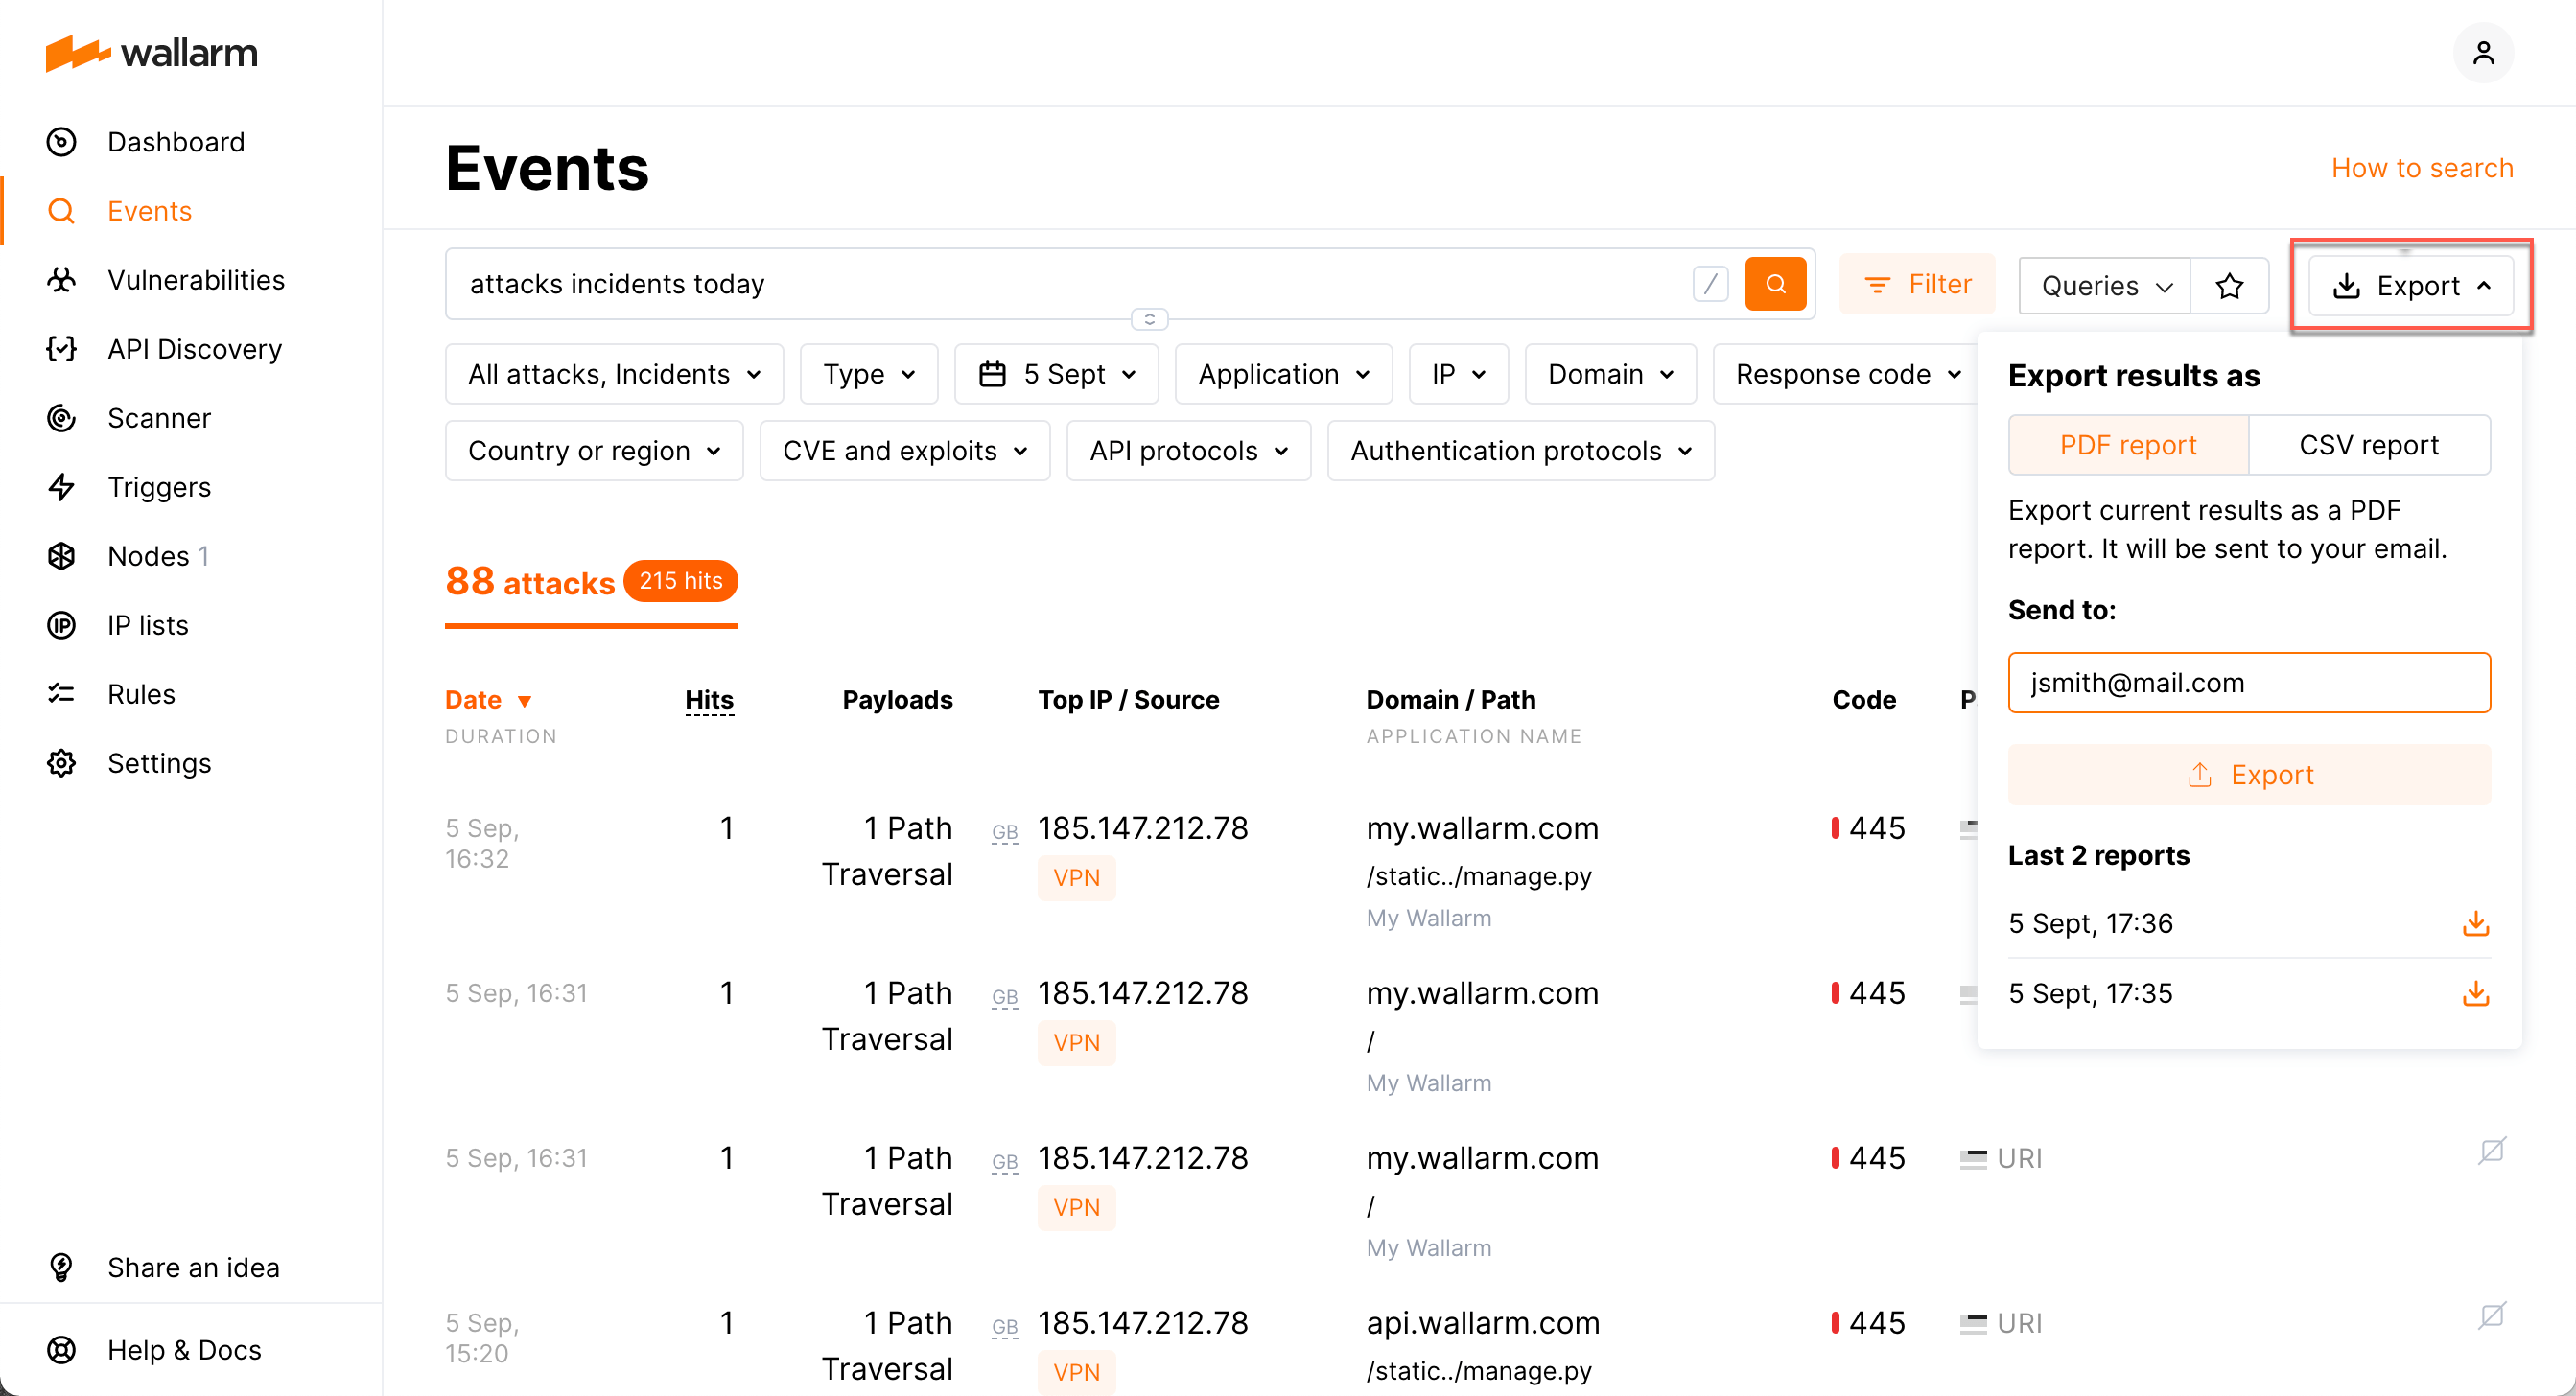 wallarm
Dashboard
Events
Vulnerabilities
API Discovery
Scanner
Triggers
Nodes 1
IP lists
Rules
Settings
Share an idea
Help & Docs
Events
How to search
attacks incidents today
/
Filter
Queries
Export
All attacks, Incidents
Type
5 Sept
Application
IP
Domain
Response code
Country or region
CVE and exploits
API protocols
Authentication protocols
88 attacks 215 hits
Date Hits Payloads Top IP / Source Domain / Path Code P
DURATION APPLICATION NAME
5 Sep,
16:32
1
1 Path
Traversal
GB 185.147.212.78
VPN
my.wallarm.com
/static../manage.py
My Wallarm
445
5 Sep, 16:31
1
1 Path
Traversal
GB 185.147.212.78
VPN
my.wallarm.com
/
My Wallarm
445
5 Sep, 16:31
1
1 Path
Traversal
GB 185.147.212.78
VPN
my.wallarm.com
/
My Wallarm
445
URI
5 Sep,
15:20
1
1 Path
Traversal
GB 185.147.212.78
VPN
api.wallarm.com
/static../manage.py
445
URI
Export results as
PDF report
CSV report
Export current results as a PDF
report. It will be sent to your email.
Send to:
jsmith@mail.com
Export
Last 2 reports
5 Sept, 17:36
5 Sept, 17:35